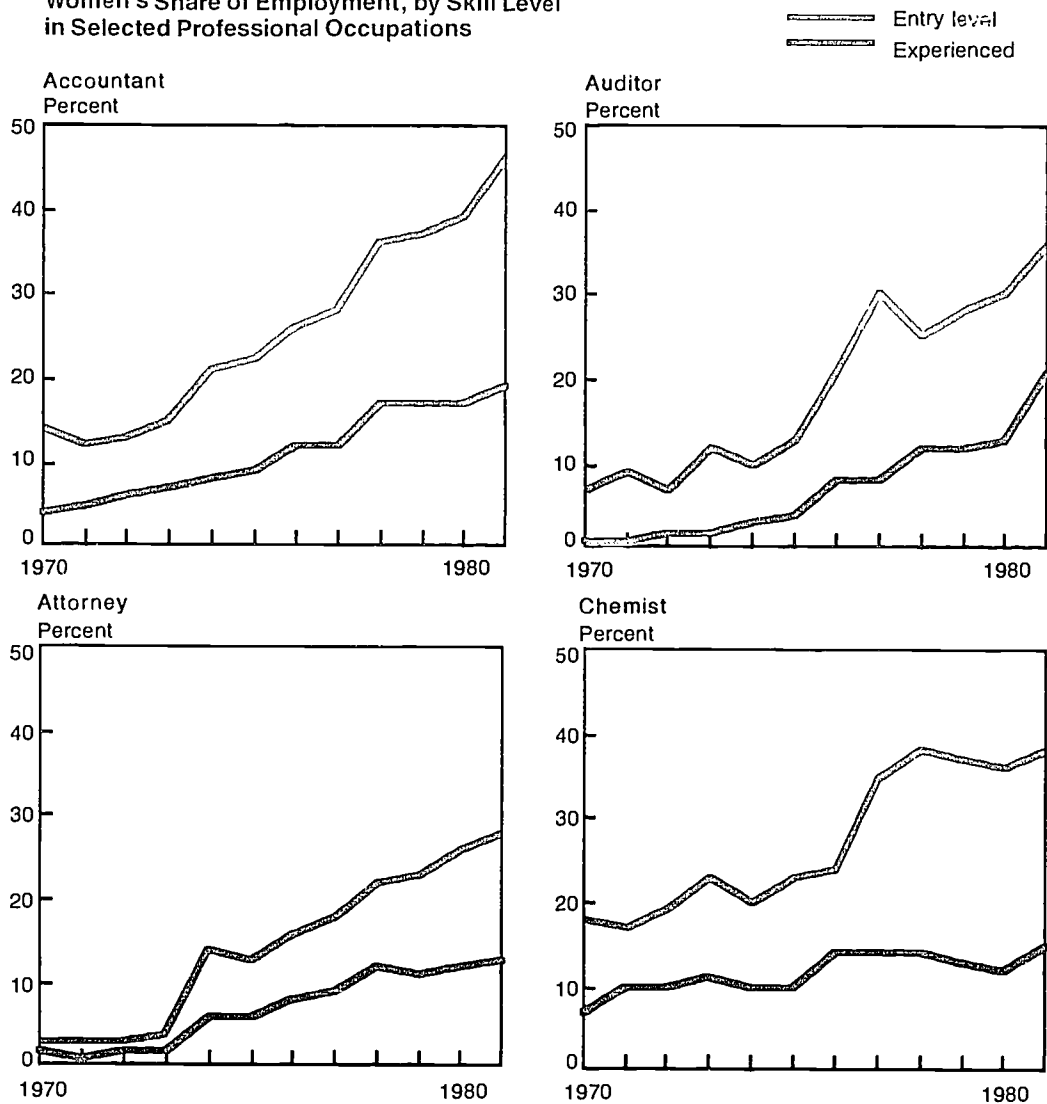 Women's Share of Employment, by Skill Level
in Selected Professional Occupations
Entry level
Experienced
Accountant
Percent
50
40
30
20
10
0
1970
1980
Auditor
Percent
50
40
30
20
10
0
1970
1980
Attorney
Percent
50
40
30
20
10
0
1970
1980
Chemist
Percent
50
40
30
20
10
0
1970
1980